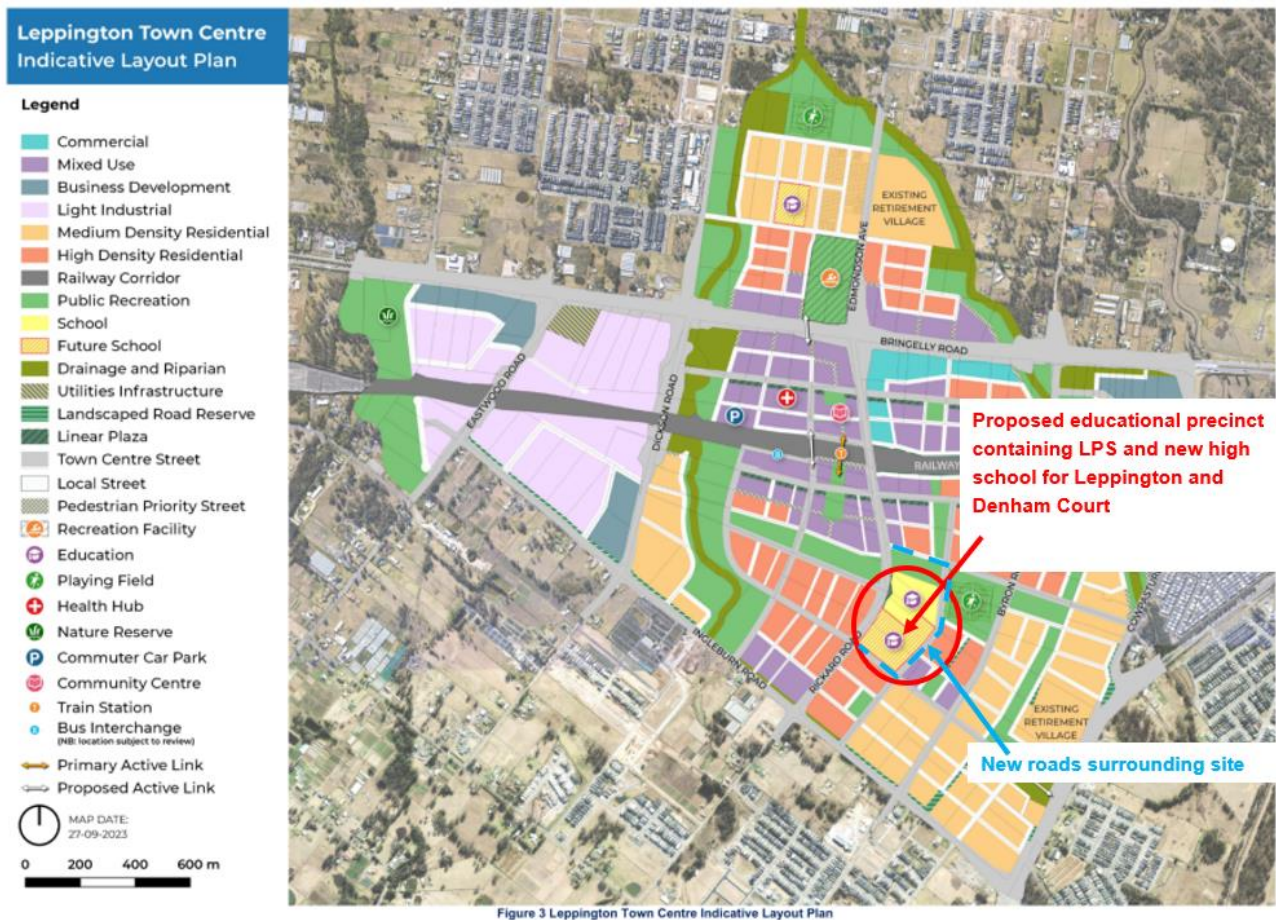 Leppington Town Centre
Indicative Layout Plan
Legend
Commercial
Mixed Use
Business Development
Light Industrial
Medium Density Residential
High Density Residential
Railway Corridor
Public Recreation
School
Future School
Drainage and Riparian
Utilities Infrastructure
Landscaped Road Reserve
Linear Plaza
Town Centre Street
Local Street
Pedestrian Priority Street
Recreation Facility
Education
Playing Field
Health Hub
Nature Reserve
P
Commuter Car Park
Community Centre
T
Train Station
B
Bus Interchange
(NB: location subject to review)
Primary Active Link
Proposed Active Link
MAP DATE:
27-09-2023
0 200 400 600 m
EXISTING
RETIREMENT
VILLAGE
EDMONDSON AVE
BRINGELLY ROAD
EASTWOOD ROAD
DICKSON ROAD
P
B
T
RAILWAY
Proposed educational precinct
containing LPS and new high
school for Leppington and
Denham Court
INGLEBURN ROAD
RICKARD ROAD
BYRON
EXISTING
RETIREMENT
VILLAGE
New roads surrounding site
Figure 3 Leppington Town Centre Indicative Layout Plan